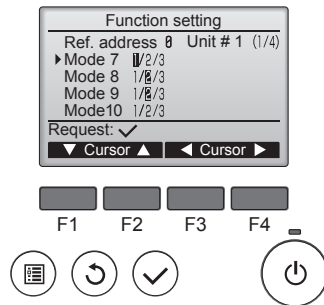 Function setting
Ref. address 0 Unit # 1 (1/4)
Mode 7 1/2/3
Mode 8 1/2/3
Mode 9 1/2/3
Mode10 1/2/3
Request: ✓
▼ Cursor ▲ ◀ Cursor ▶
F1 F2 F3 F4